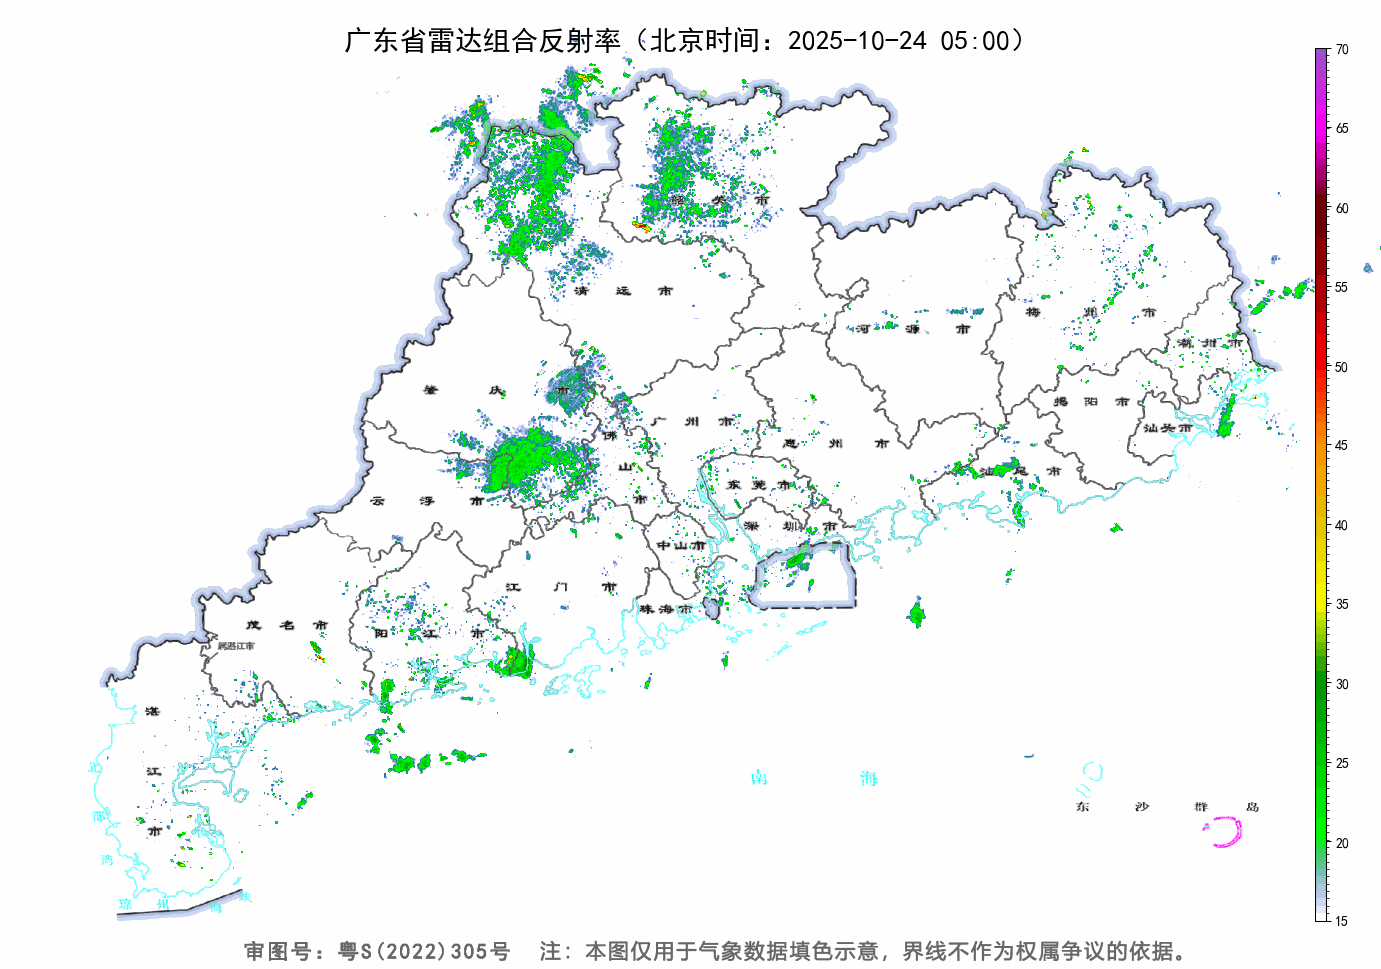 广东省雷达组合反射率（北京时间：2025-10-24 05:00）
70
65
60
55
50
45
40
35
30
25
20
15
韶关市
清远市
河源市
梅州市
潮州市
肇庆市
广州市
佛山市
惠州市
揭阳市
汕头市
汕尾市
云浮市
东莞市
深圳市
中山市
江门市
珠海市
茂名市
属湛江市
阳江市
湛江市
北部湾
南海
东沙群岛
琼州海峡
审图号：粤S(2022)305号 注：本图仅用于气象数据填色示意，界线不作为权属争议的依据。